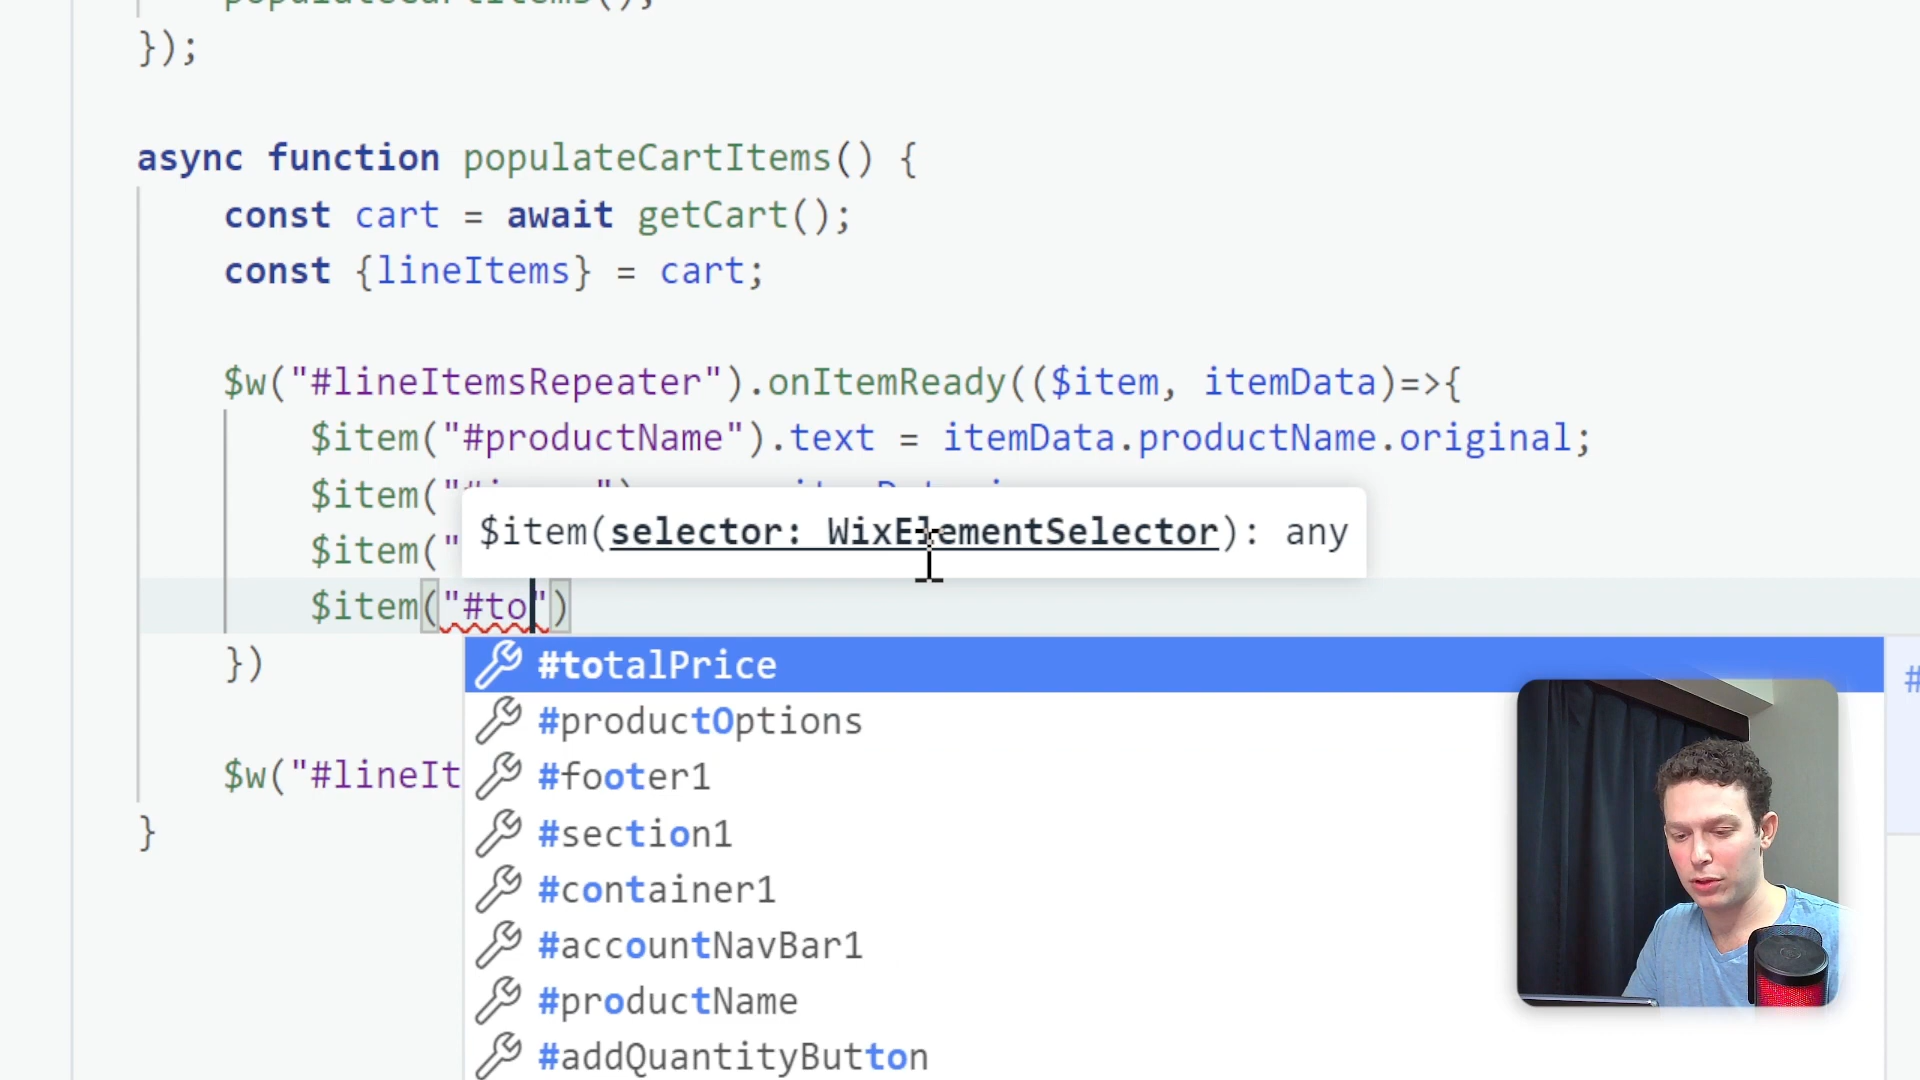 });
async function populateCartItems() {
const cart = await getCart();
const {lineItems} = cart;
$w("#lineItemsRepeater").onItemReady(($item, itemData)=>{
$item("#productName").text = itemData.productName.original;
$item("
$item(selector: WixElementSelector): any
$item("
$item("#to")
#totalPrice
})
#productOptions
#footer1
$w("#lineIt
#section1
}
#container1
#accountNavBar1
#productName
#addQuantityButton